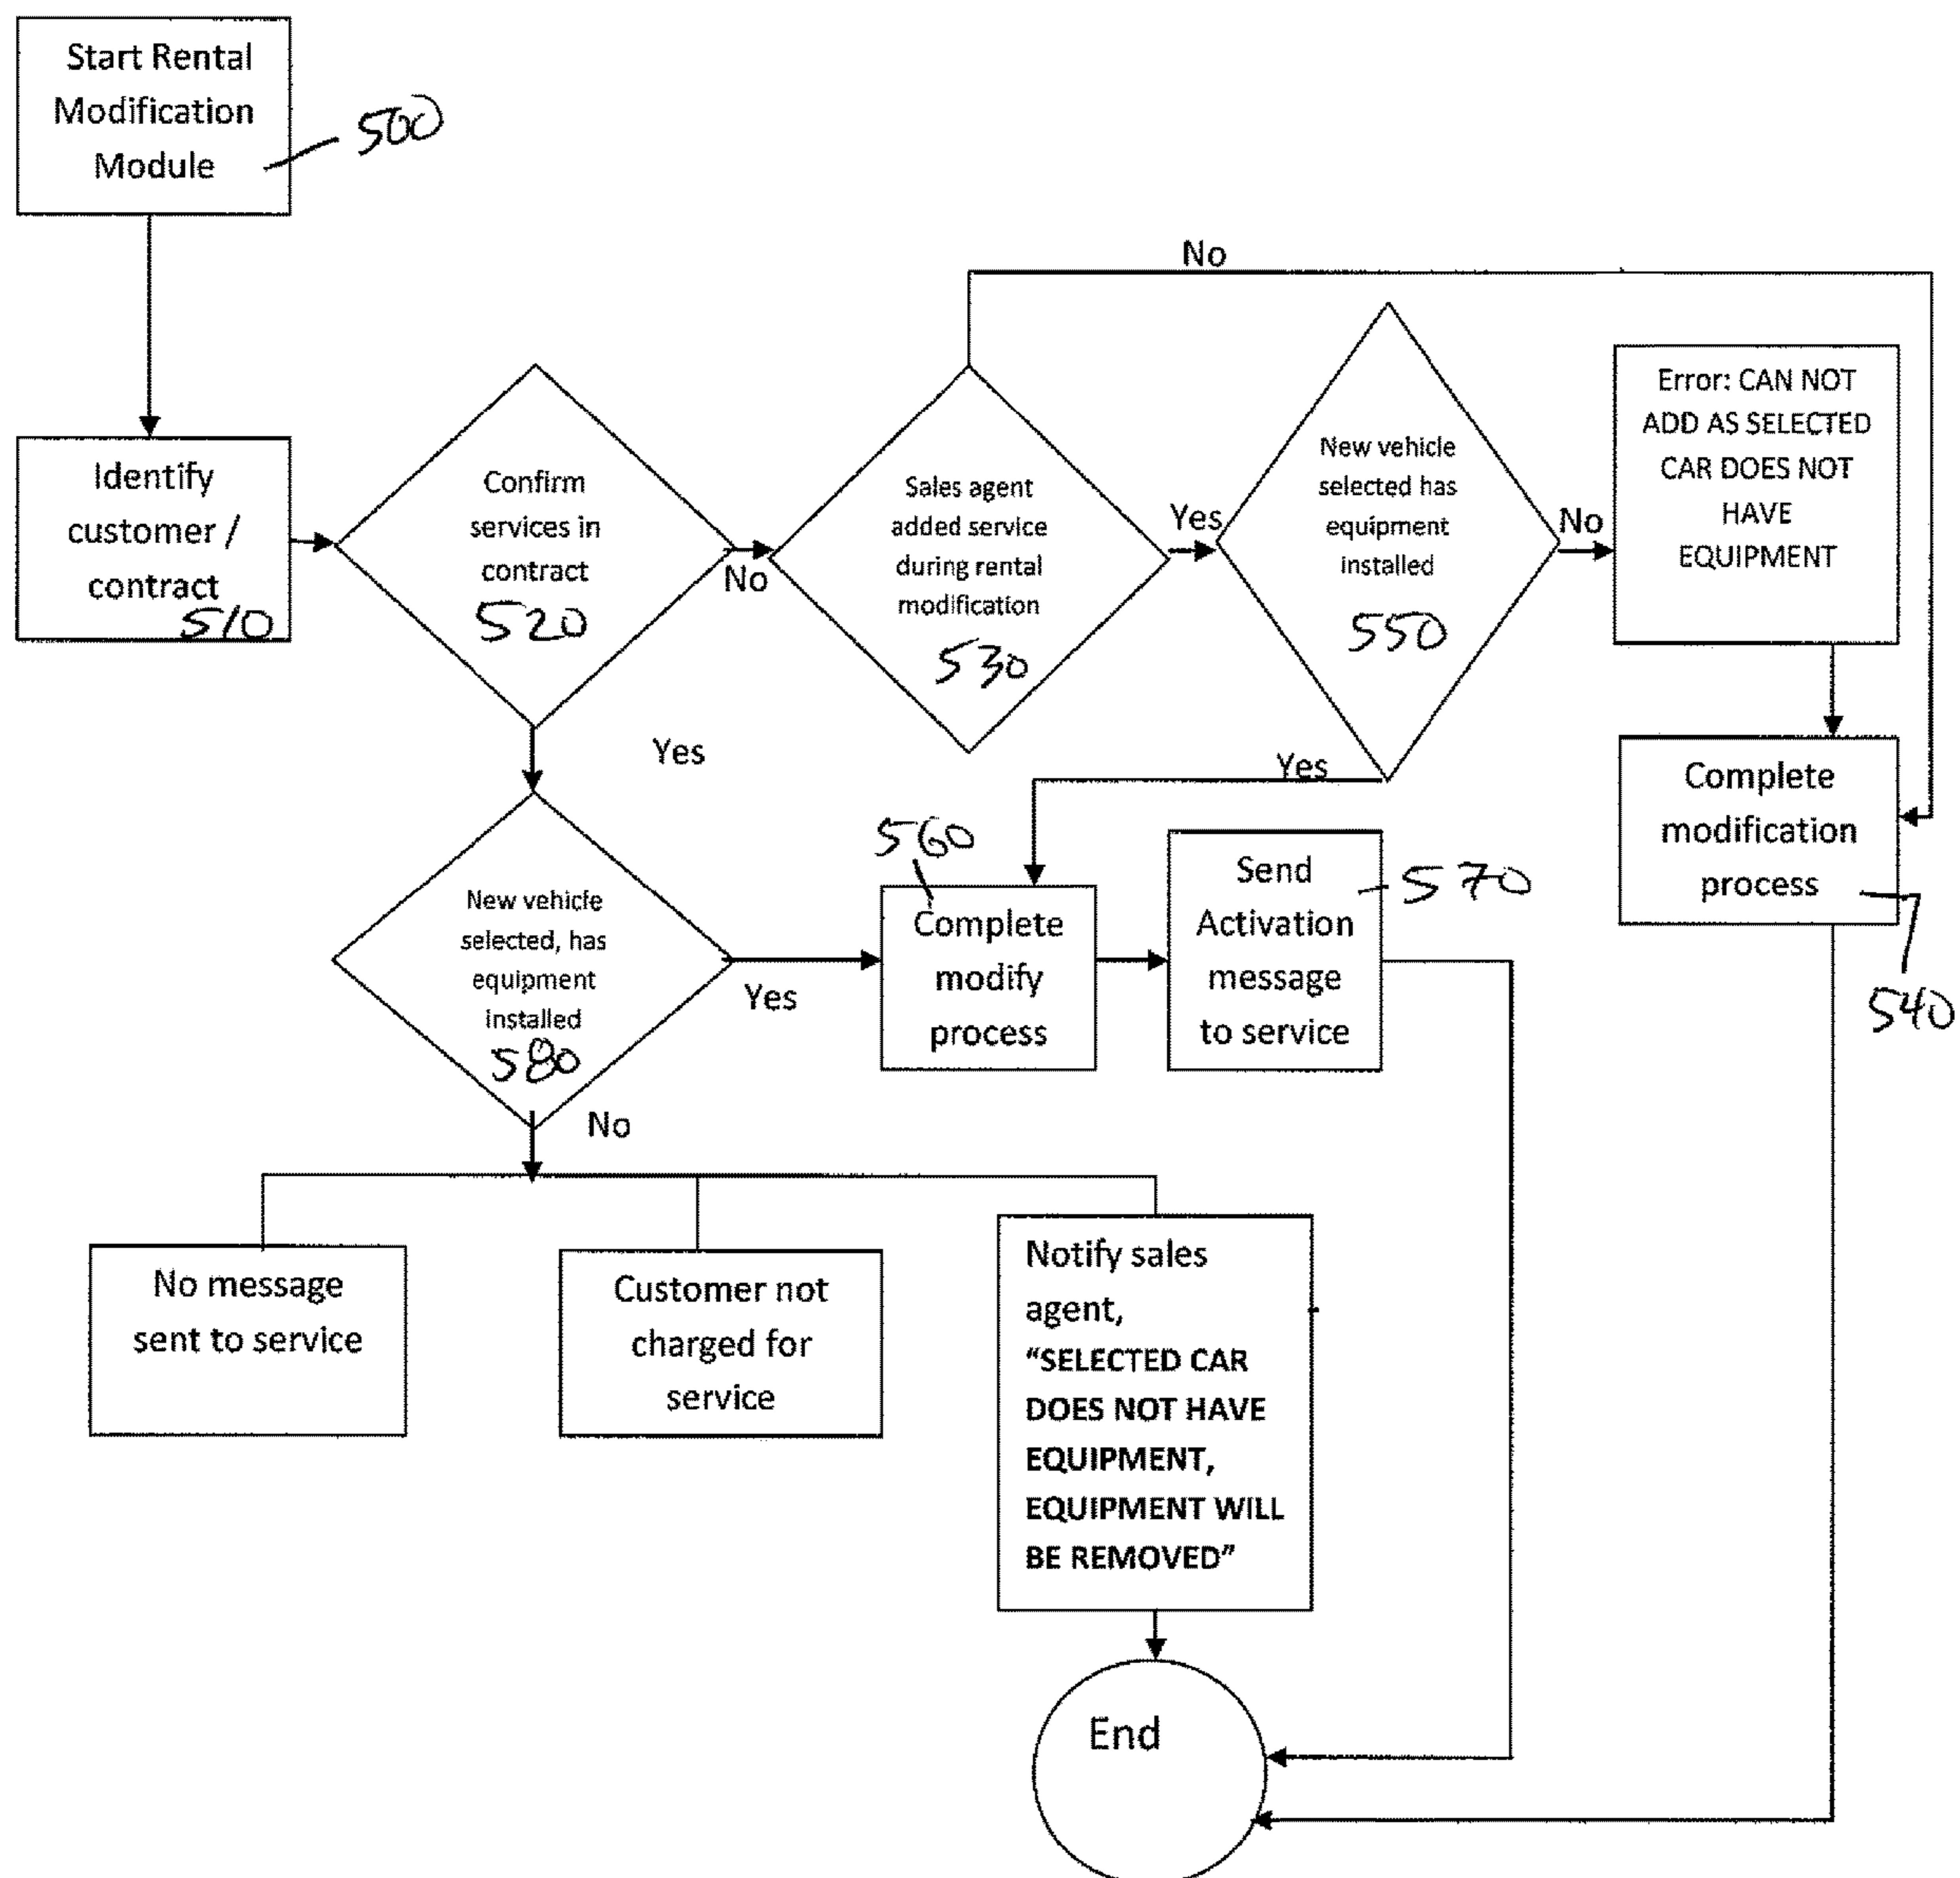 Start Rental
Modification
Module
500
Identify
customer /
contract
510
Confirm
services in
contract
520
No
Yes
Sales agent
added service
during rental
modification
530
No
Yes
New vehicle
selected has
equipment
installed
550
No
Yes
Error: CAN NOT
ADD AS SELECTED
CAR DOES NOT
HAVE
EQUIPMENT
Complete
modification
process
540
New vehicle
selected, has
equipment
installed
580
Yes
No
560
Complete
modify
process
Send
Activation
message
to service
570
No message
sent to service
Customer not
charged for
service
Notify sales
agent,
“SELECTED CAR
DOES NOT HAVE
EQUIPMENT,
EQUIPMENT WILL
BE REMOVED”
End